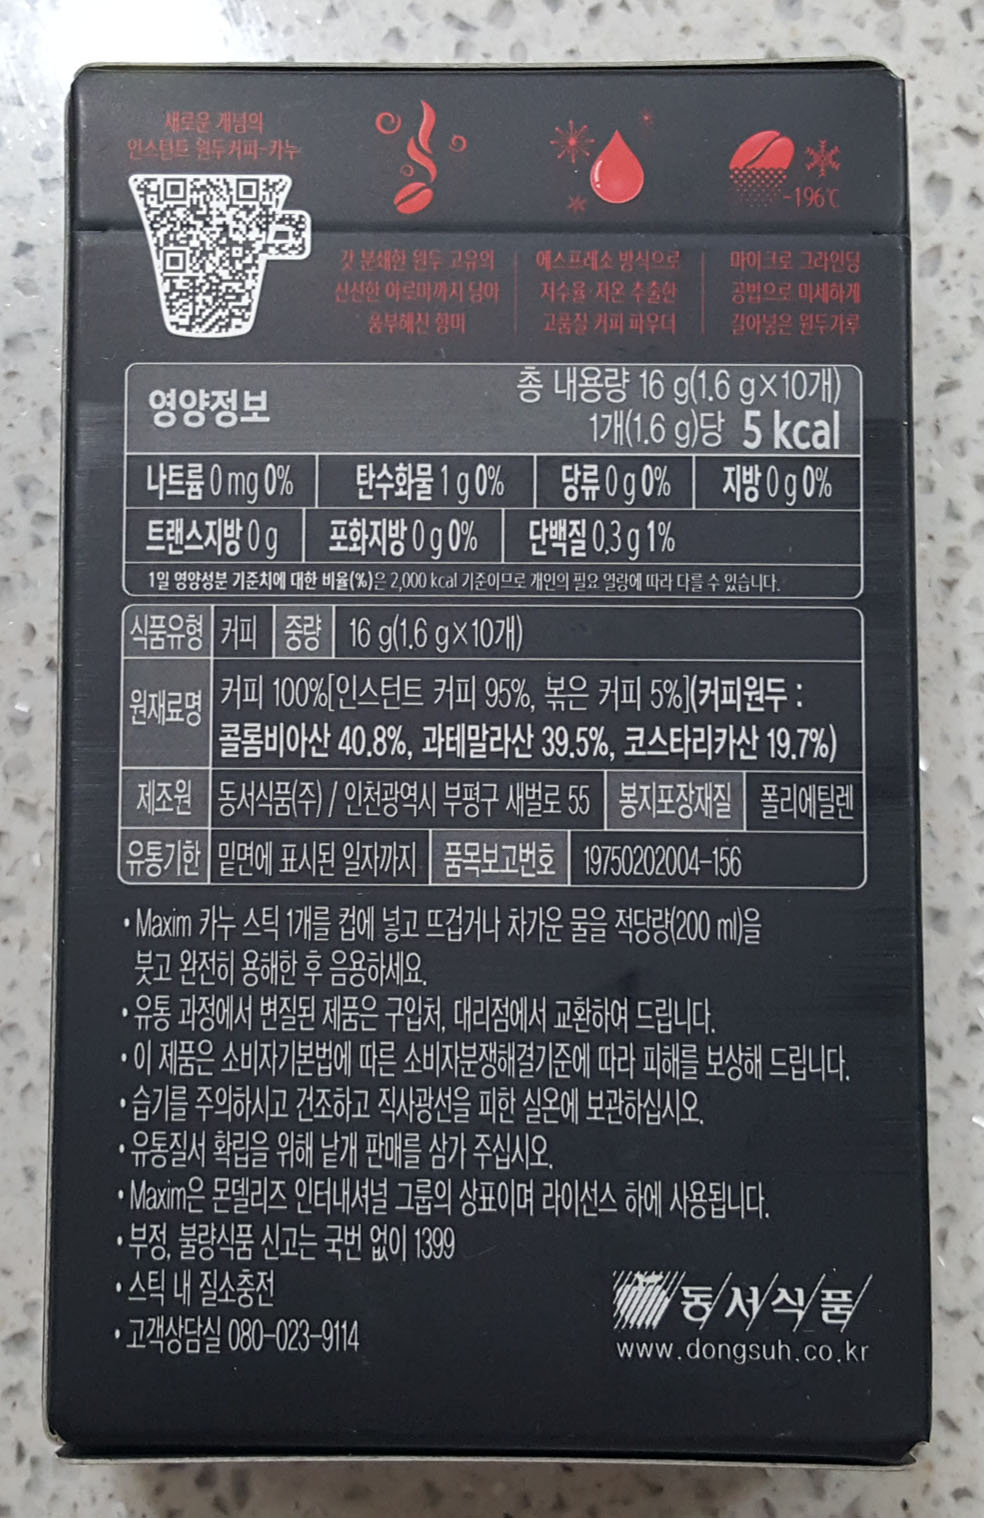 새로운 개념의
인스턴트 원두커피-카누
-196℃
갓 분쇄한 원두 고유의
신선한 아로마까지 담아
풍부해진 향미
에스프레소 방식으로
저수율·저온 추출한
고품질 커피 파우더
마이크로 그라인딩
공법으로 미세하게
갈아넣은 원두가루
영양정보
총 내용량 16 g(1.6 g×10개)
1개(1.6 g)당 5 kcal
나트륨 0 mg 0% 탄수화물 1 g 0% 당류 0 g 0% 지방 0 g 0%
트랜스지방 0 g 포화지방 0 g 0% 단백질 0.3 g 1%
1일 영양성분 기준치에 대한 비율(%)은 2,000 kcal 기준이므로 개인의 필요 열량에 따라 다를 수 있습니다.
식품유형 커피 중량 16 g(1.6 g×10개)
원재료명 커피 100%[인스턴트 커피 95%, 볶은 커피 5%](커피원두 :
콜롬비아산 40.8%, 과테말라산 39.5%, 코스타리카산 19.7%)
제조원 동서식품(주) / 인천광역시 부평구 새벌로 55 봉지포장재질 폴리에틸렌
유통기한 밑면에 표시된 일자까지 품목보고번호 19750202004-156
• Maxim 카누 스틱 1개를 컵에 넣고 뜨겁거나 차가운 물을 적당량(200 ml)을
붓고 완전히 용해한 후 음용하세요.
• 유통 과정에서 변질된 제품은 구입처, 대리점에서 교환하여 드립니다.
• 이 제품은 소비자기본법에 따른 소비자분쟁해결기준에 따라 피해를 보상해 드립니다.
• 습기를 주의하시고 건조하고 직사광선을 피한 실온에 보관하십시오.
• 유통질서 확립을 위해 낱개 판매를 삼가 주십시오.
• Maxim은 몬델리즈 인터내셔널 그룹의 상표이며 라이선스 하에 사용됩니다.
• 부정, 불량식품 신고는 국번 없이 1399
• 스틱 내 질소충전
• 고객상담실 080-023-9114
동서식품
www.dongsuh.co.kr